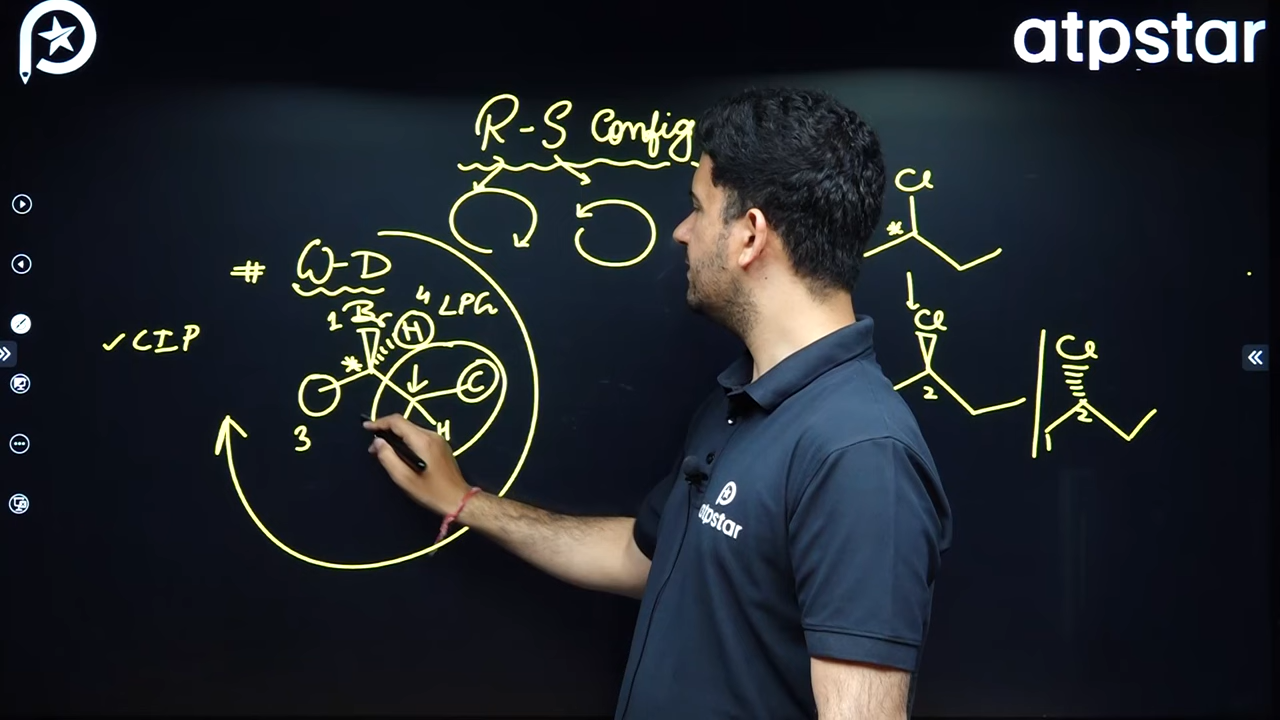 atpstar
R-S Config
# W-D
✓ CIP
1 Br
4 LPG
H
*
C
3
H
Cl
*
Cl
2
Cl
2
1
atpstar